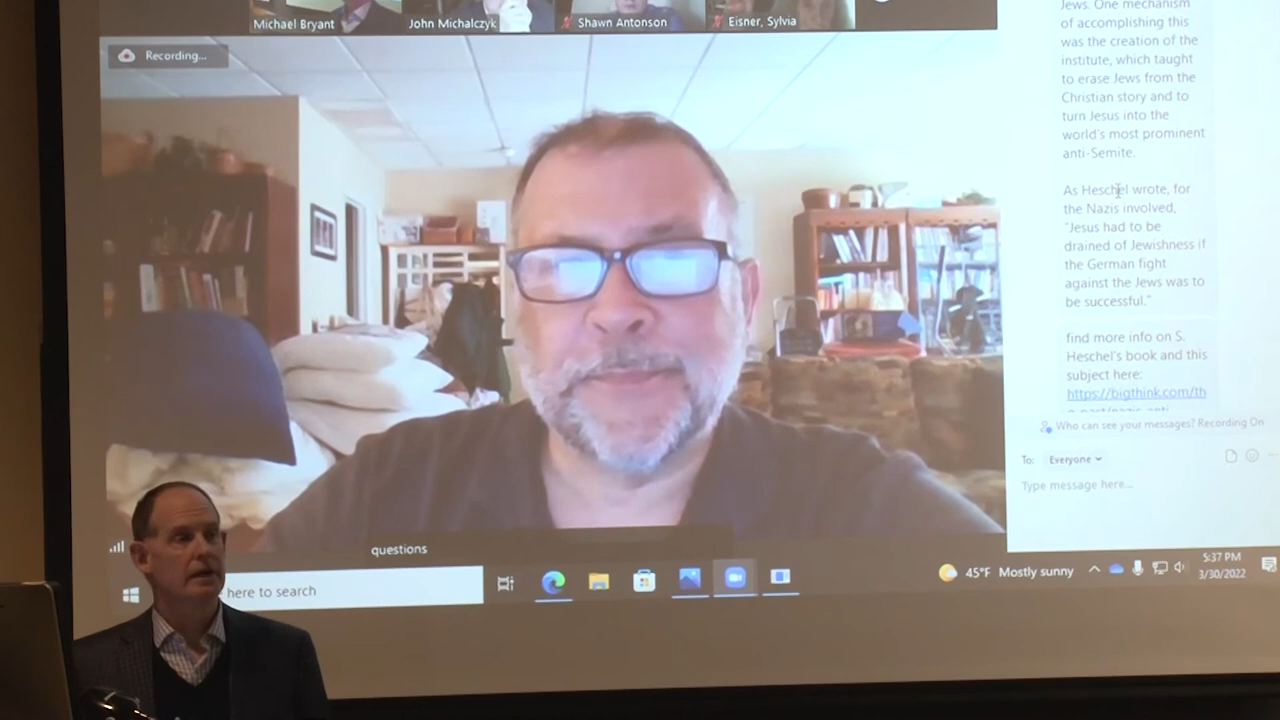 Michael Bryant
John Michalczyk
Shawn Antonson
Eisner, Sylvia
Recording...
Jews. One mechanism
of accomplishing this
was the creation of the
institute, which taught
to erase Jews from the
Christian story and to
turn Jesus into the
world's most prominent
anti-Semite.
As Heschel wrote, for
the Nazis involved,
"Jesus had to be
drained of Jewishness if
the German fight
against the Jews was to
be successful."
find more info on S.
Heschel's book and this
subject here:
https://bigthink.com/th
Who can see your messages? Recording On
To: Everyone
Type message here...
questions
here to search
45°F Mostly sunny
5:37 PM
3/30/2022